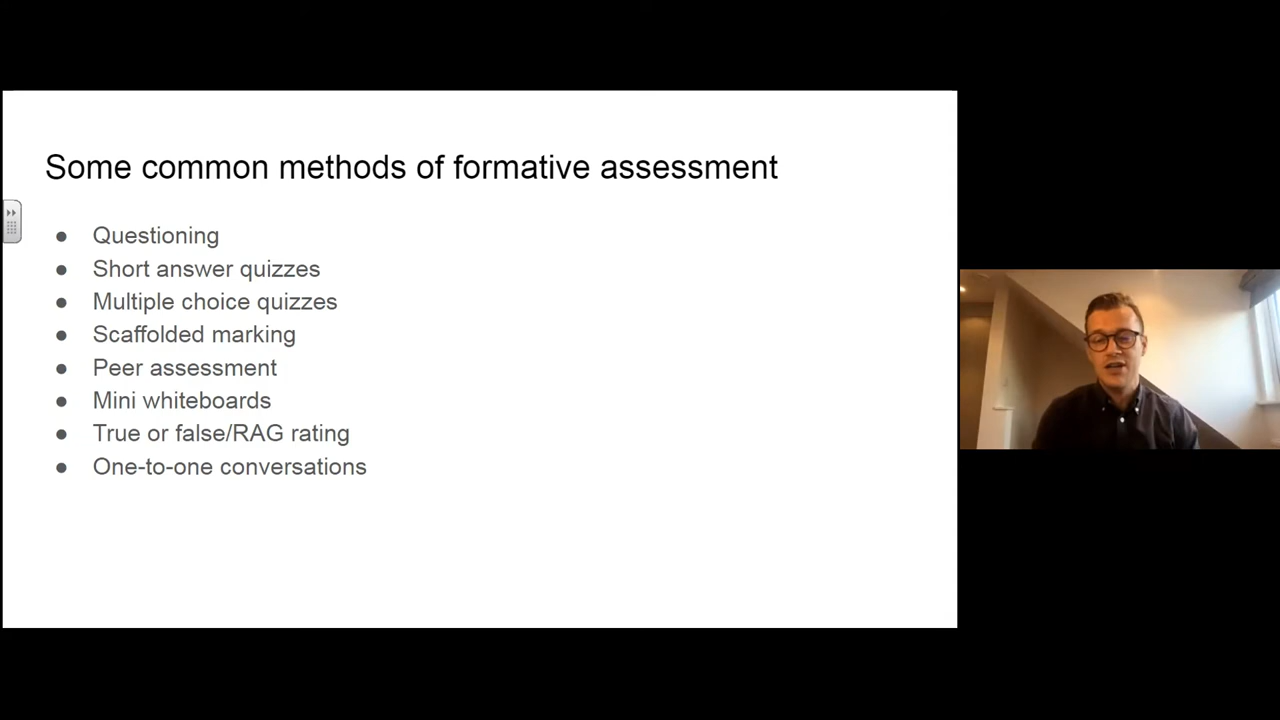 Some common methods of formative assessment
● Questioning
● Short answer quizzes
● Multiple choice quizzes
● Scaffolded marking
● Peer assessment
● Mini whiteboards
● True or false/RAG rating
● One-to-one conversations